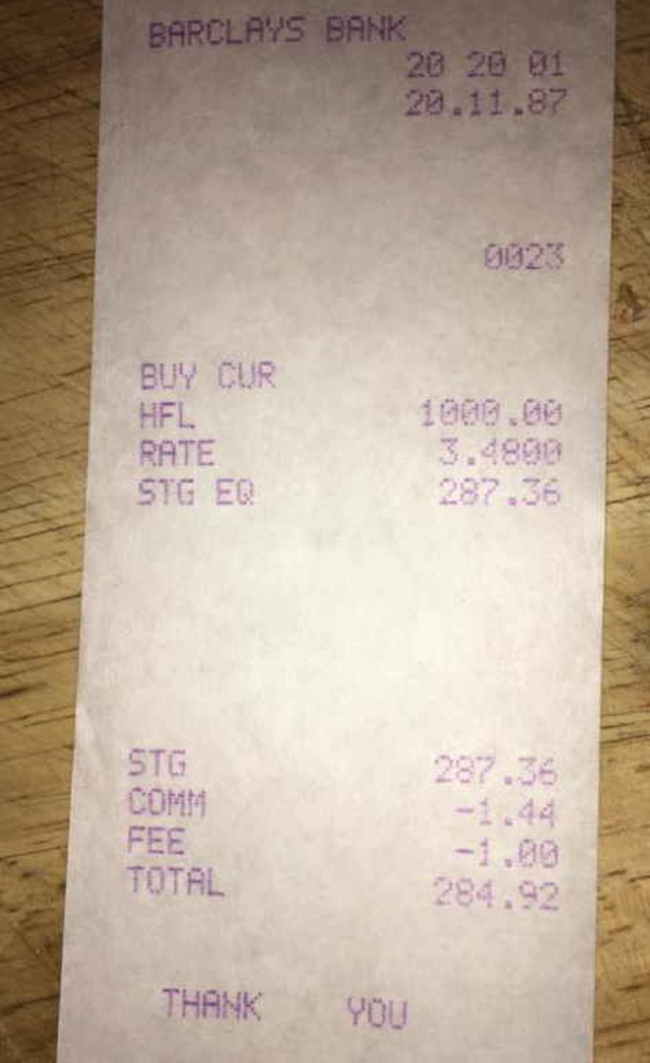 BARCLAYS BANK
20 20 01
20.11.87
0023
BUY CUR
HFL 1000.00
RATE 3.4800
STG EQ 287.36
STG 287.36
COMM -1.44
FEE -1.00
TOTAL 284.92
THANK YOU